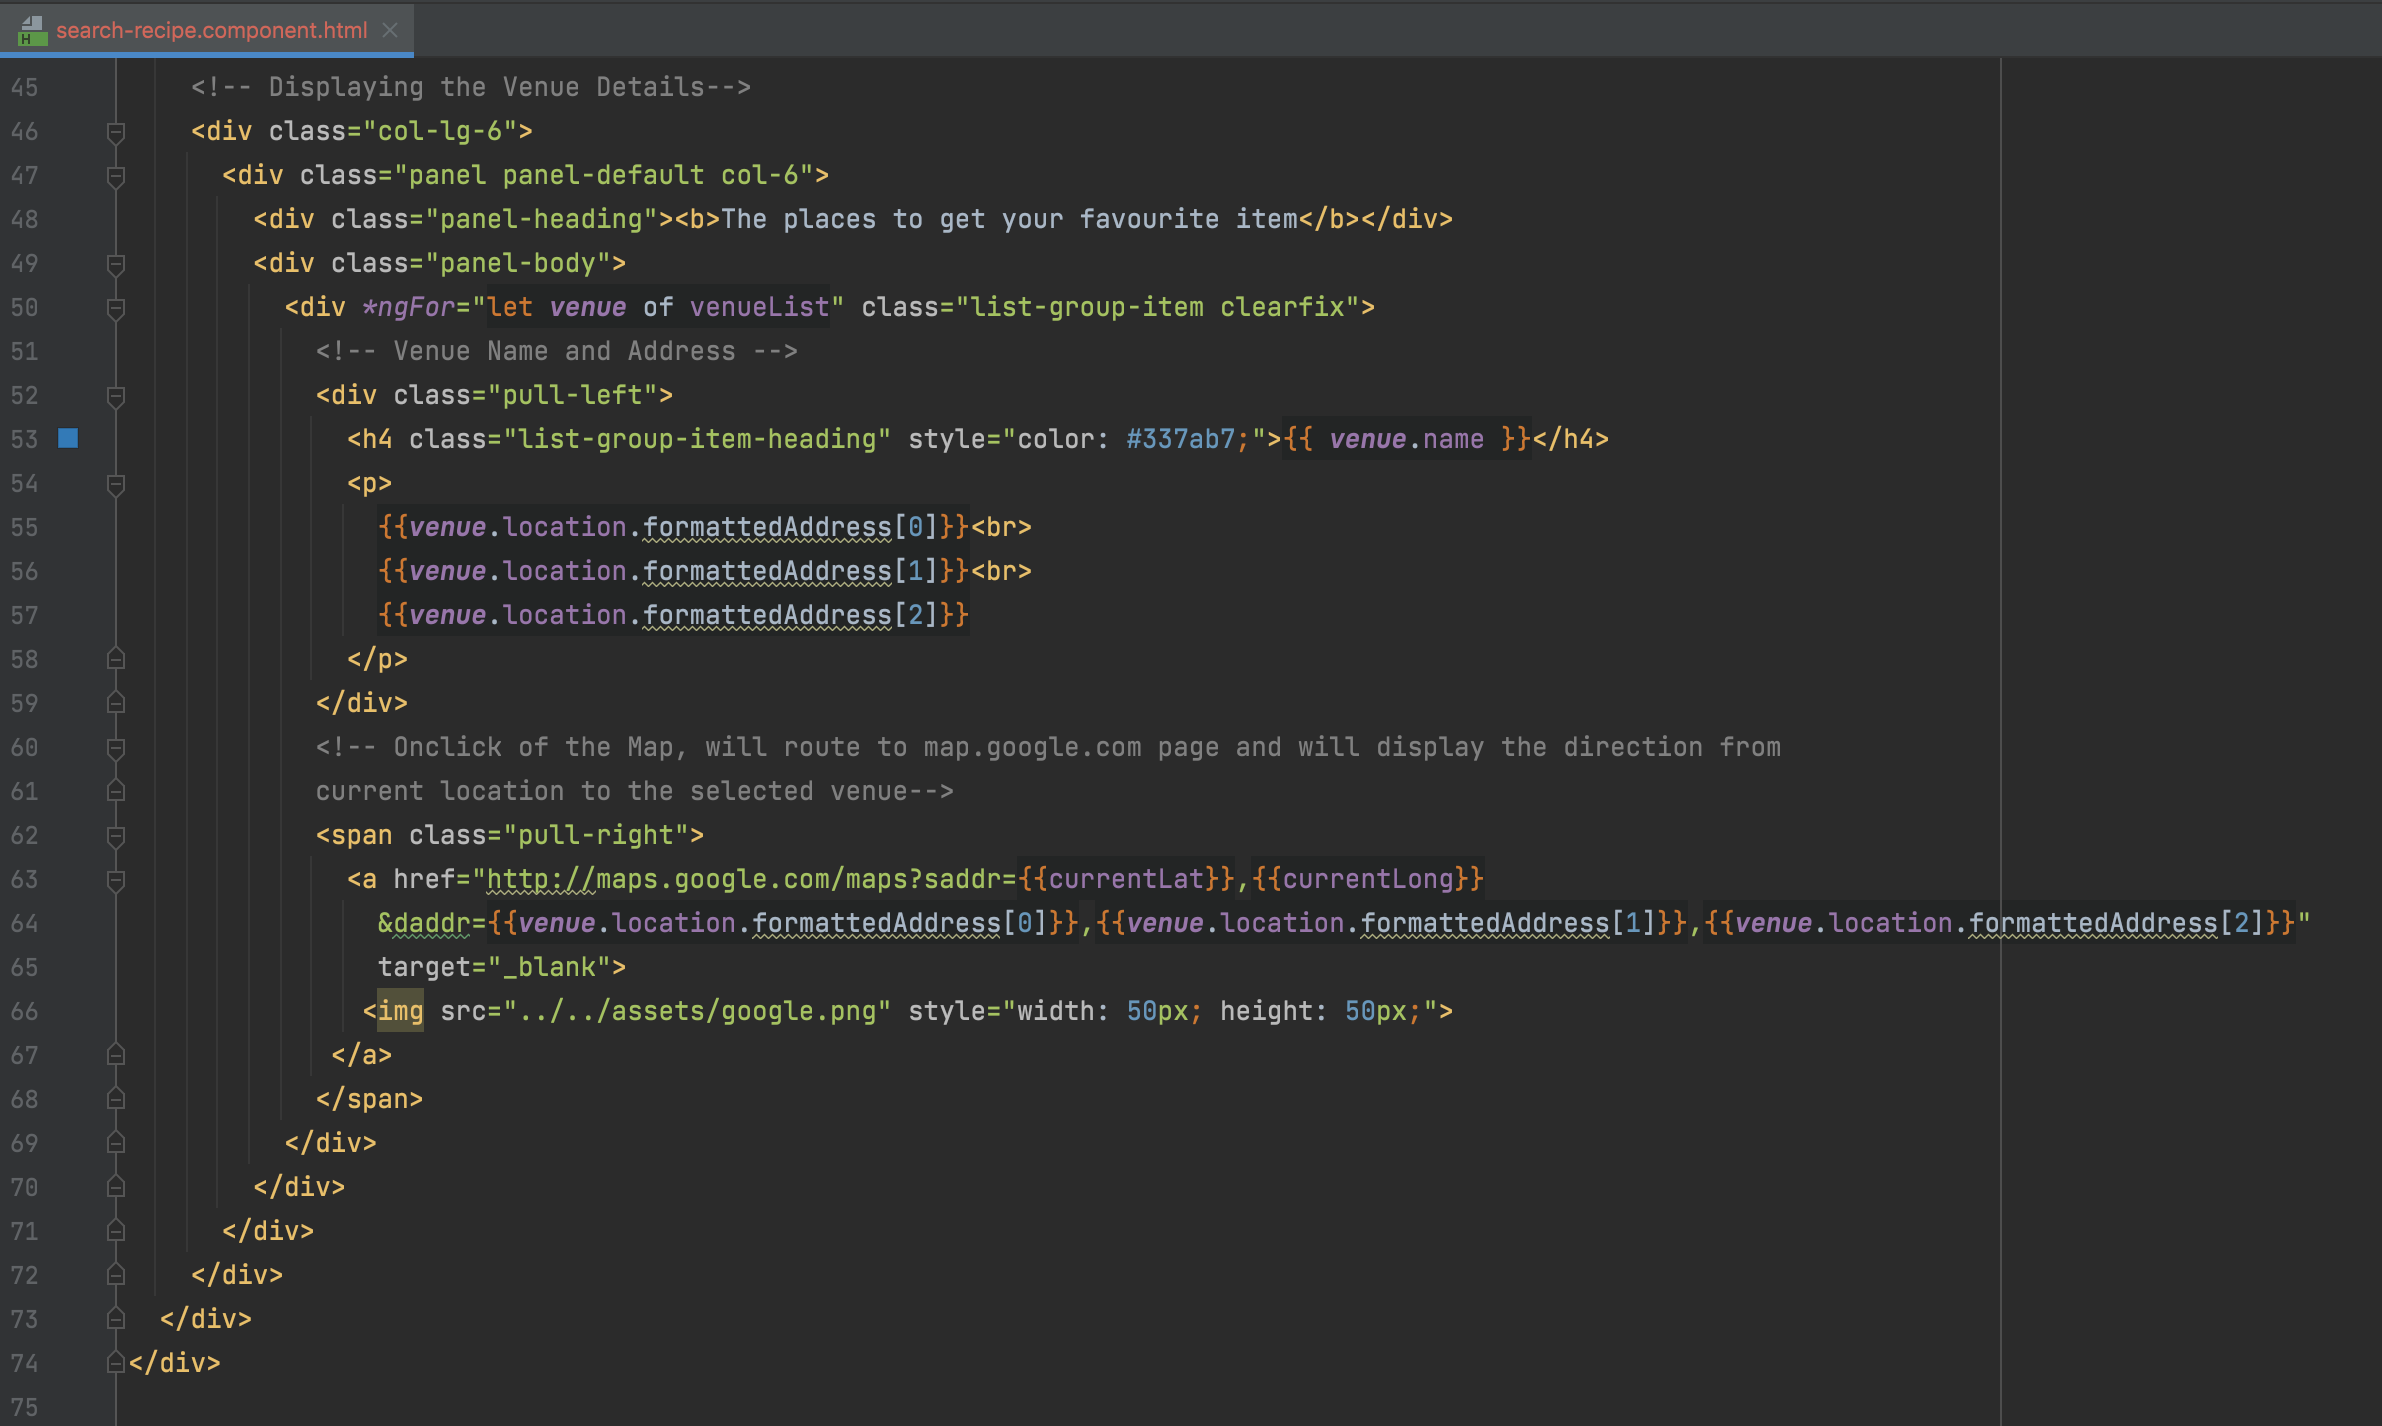 H search-recipe.component.html
45 <!-- Displaying the Venue Details-->
46 <div class="col-lg-6">
47 <div class="panel panel-default col-6">
48 <div class="panel-heading"><b>The places to get your favourite item</b></div>
49 <div class="panel-body">
50 <div *ngFor="let venue of venueList" class="list-group-item clearfix">
51 <!-- Venue Name and Address -->
52 <div class="pull-left">
53 <h4 class="list-group-item-heading" style="color: #337ab7;">{{ venue.name }}</h4>
54 <p>
55 {{venue.location.formattedAddress[0]}}<br>
56 {{venue.location.formattedAddress[1]}}<br>
57 {{venue.location.formattedAddress[2]}}
58 </p>
59 </div>
60 <!-- Onclick of the Map, will route to map.google.com page and will display the direction from
61 current location to the selected venue-->
62 <span class="pull-right">
63 <a href="http://maps.google.com/maps?saddr={{currentLat}},{{currentLong}}
64 &daddr={{venue.location.formattedAddress[0]}},{{venue.location.formattedAddress[1]}},{{venue.location.formattedAddress[2]}}"
65 target="_blank">
66 <img src="../../assets/google.png" style="width: 50px; height: 50px;">
67 </a>
68 </span>
69 </div>
70 </div>
71 </div>
72 </div>
73 </div>
74 </div>
75